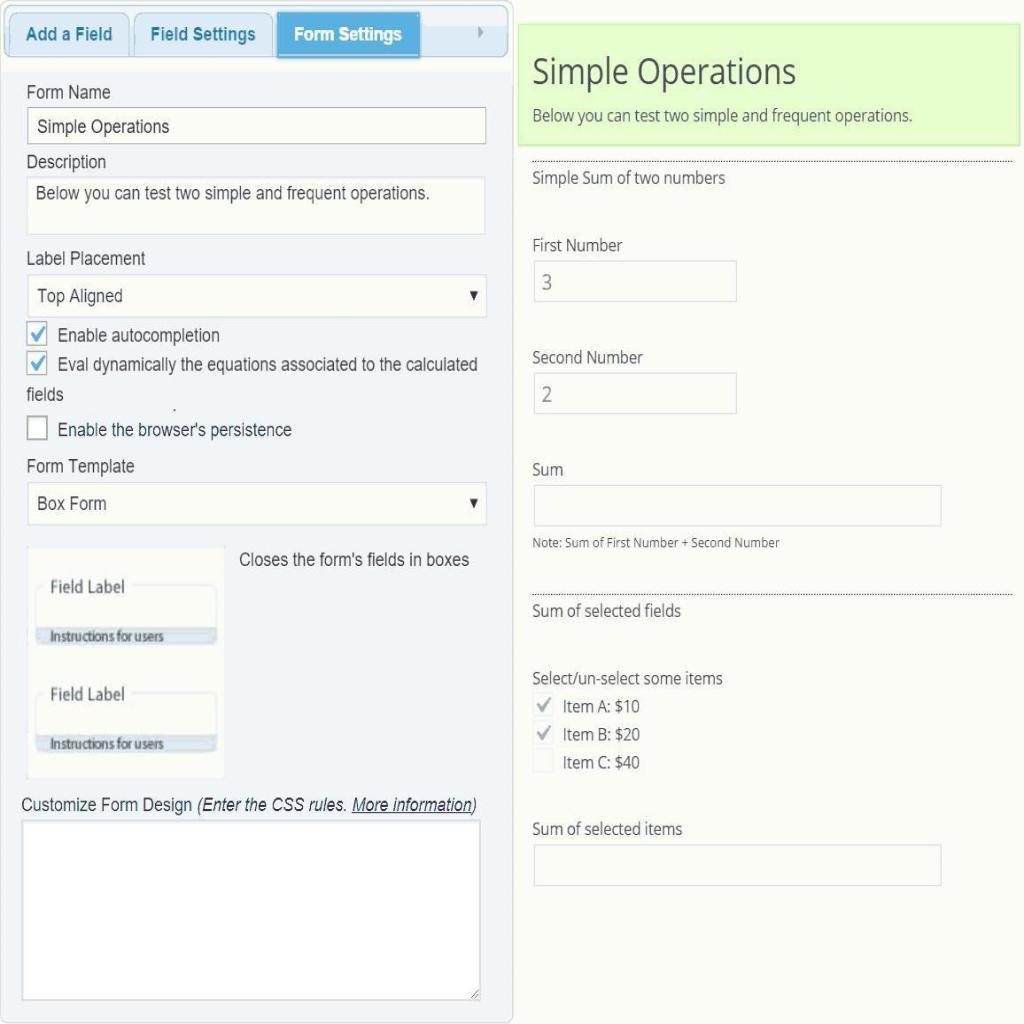 Add a Field
Field Settings
Form Settings
Form Name
Simple Operations
Description
Below you can test two simple and frequent operations.
Label Placement
Top Aligned
Enable autocompletion
Eval dynamically the equations associated to the calculated
fields
Enable the browser's persistence
Form Template
Box Form
Closes the form's fields in boxes
Field Label
Instructions for users
Field Label
Instructions for users
Customize Form Design (Enter the CSS rules. More information)
Simple Operations
Below you can test two simple and frequent operations.
Simple Sum of two numbers
First Number
3
Second Number
2
Sum
Note: Sum of First Number + Second Number
Sum of selected fields
Select/un-select some items
Item A: $10
Item B: $20
Item C: $40
Sum of selected items